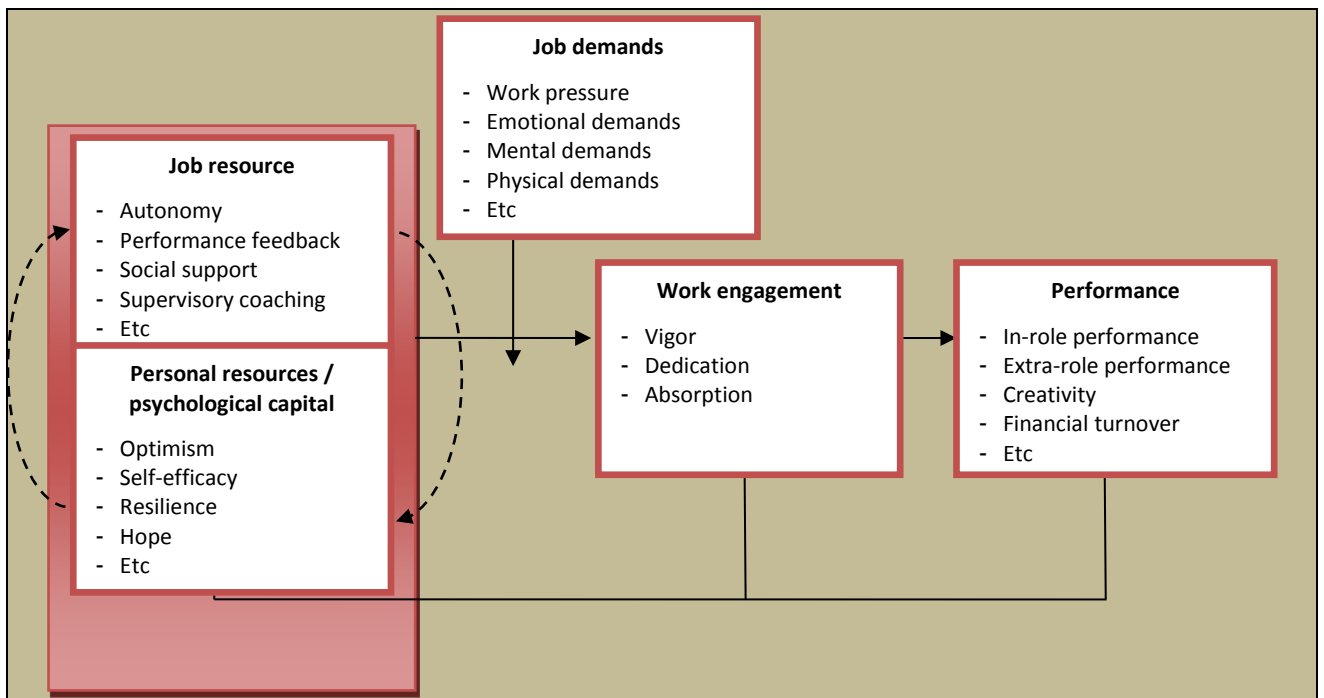 Job demands
- Work pressure
- Emotional demands
- Mental demands
- Physical demands
- Etc
Job resource
- Autonomy
- Performance feedback
- Social support
- Supervisory coaching
- Etc
Personal resources /
psychological capital
- Optimism
- Self-efficacy
- Resilience
- Hope
- Etc
Work engagement
- Vigor
- Dedication
- Absorption
Performance
- In-role performance
- Extra-role performance
- Creativity
- Financial turnover
- Etc